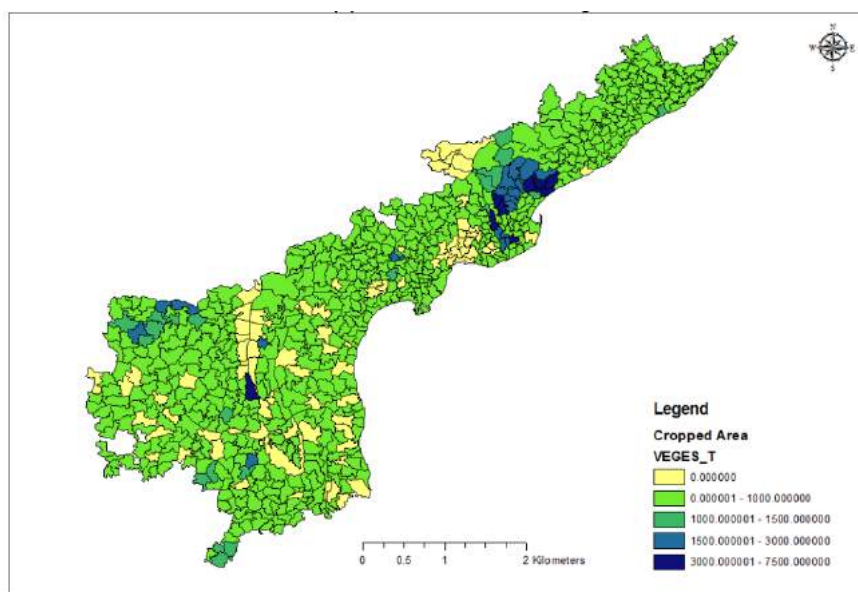 N
W E
S
Legend
Cropped Area
VEGES_T
0.000000
0.000001 - 1000.000000
1000.000001 - 1500.000000
1500.000001 - 3000.000000
3000.000001 - 7500.000000
0 0.5 1 2 Kilometers